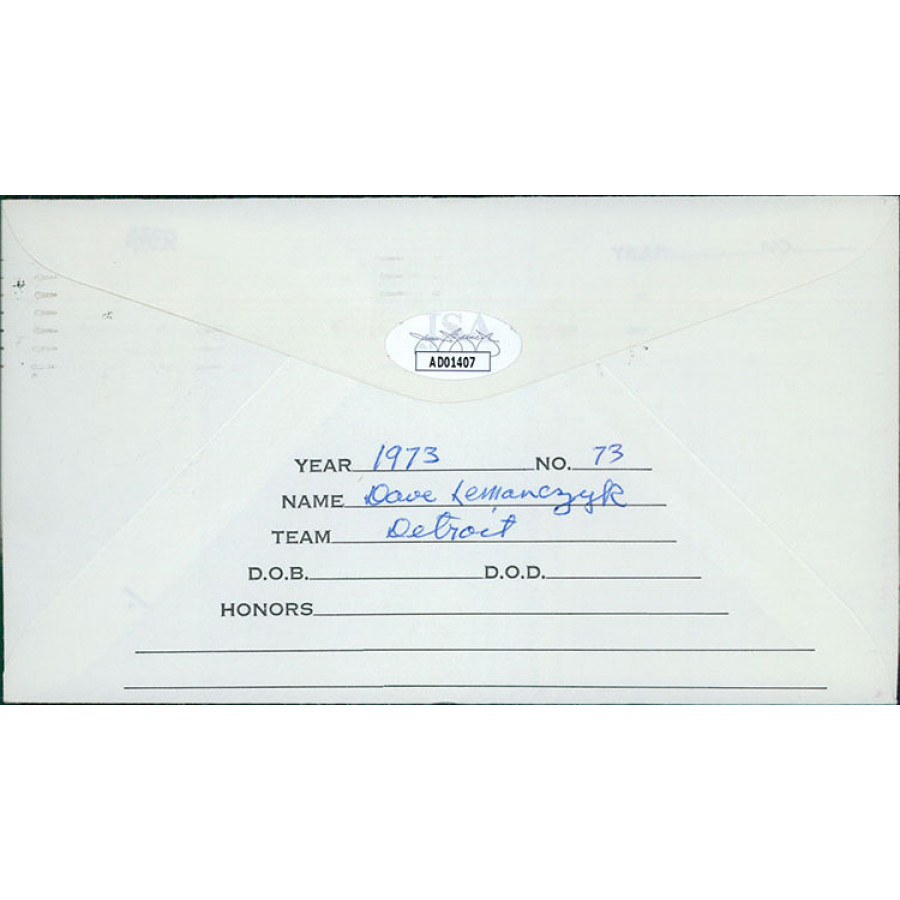 JSA
AD01407
YEAR 1973 NO. 73
NAME Dave Lemanczyk
TEAM Detroit
D.O.B. D.O.D.
HONORS